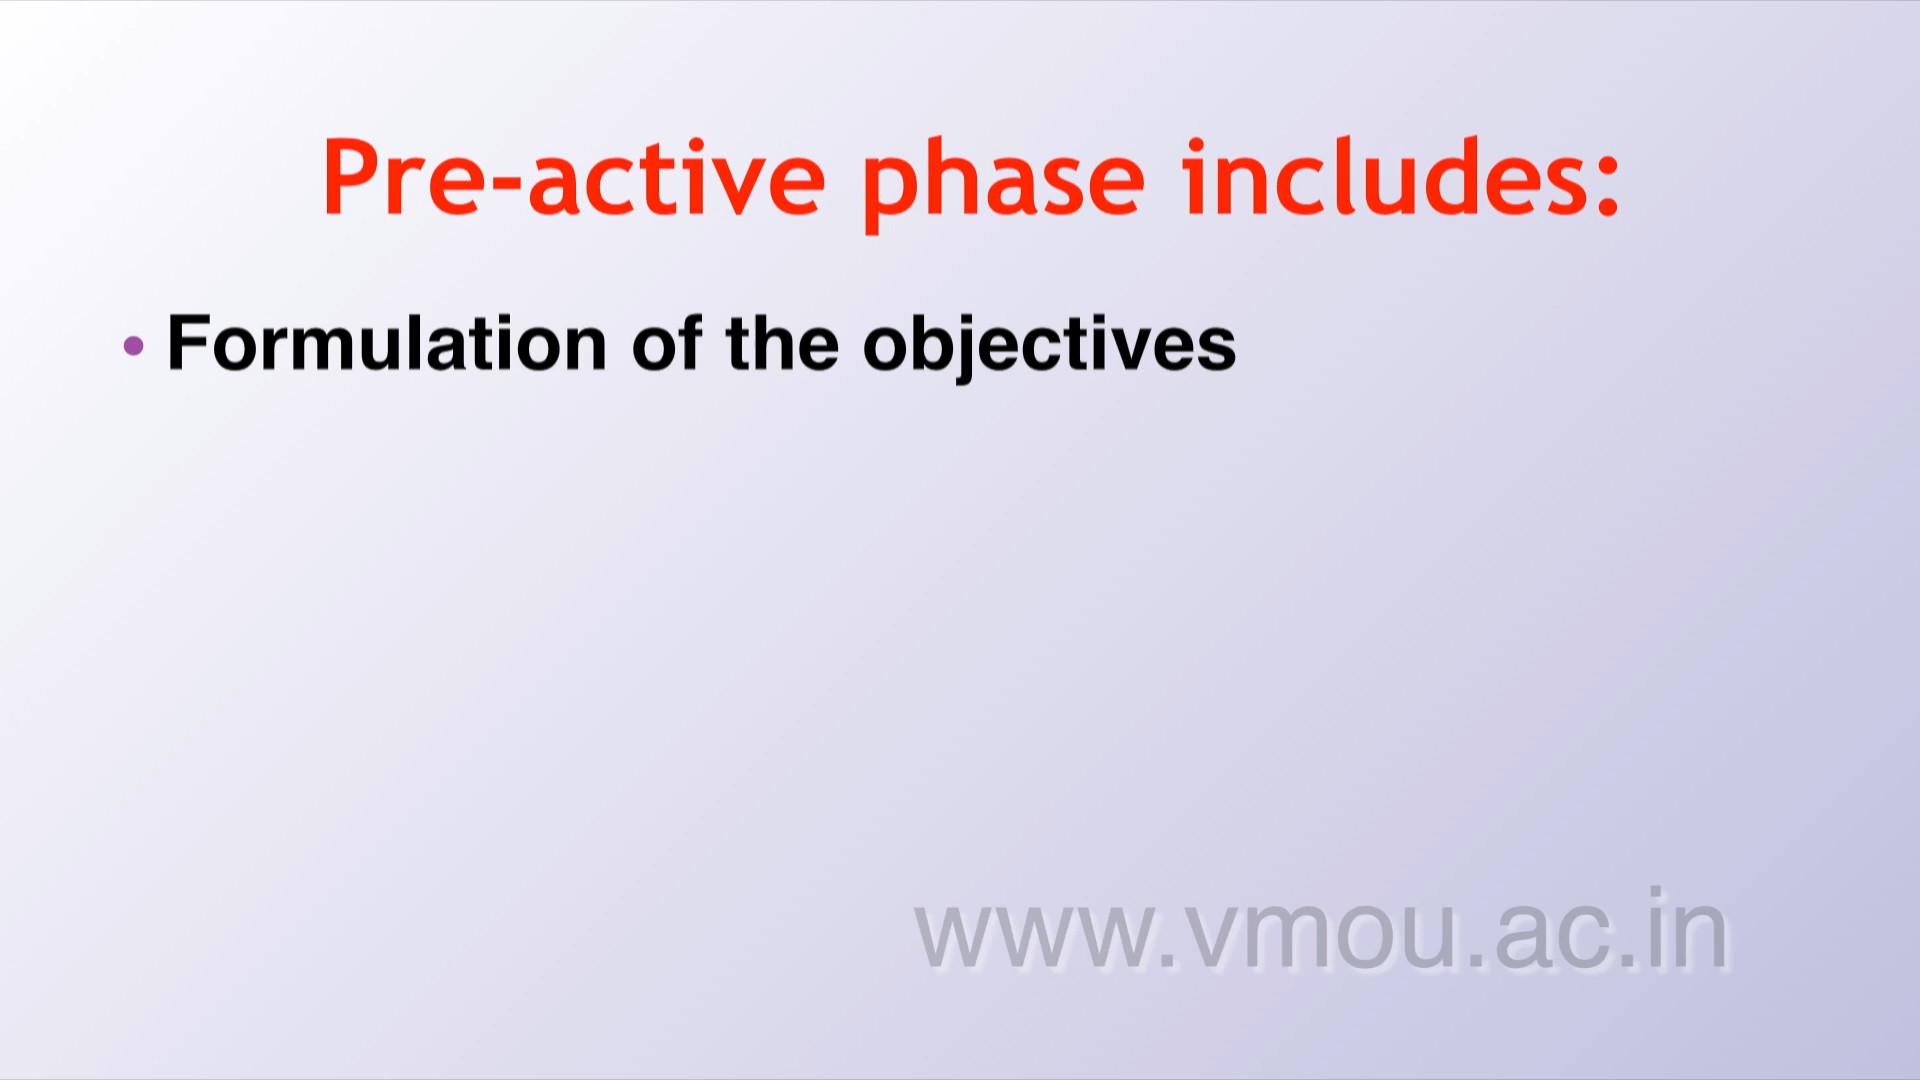 Pre-active phase includes:
• Formulation of the objectives
www.vmou.ac.in